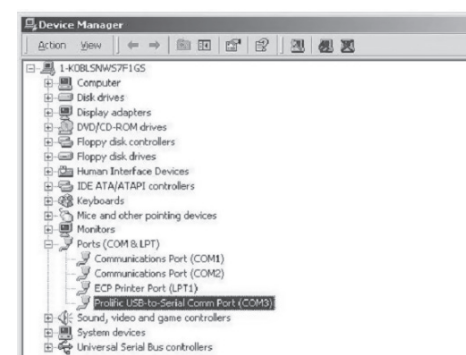 Device Manager
Action View
1-K0BLSNWS7F1GS
Computer
Disk drives
Display adapters
DVD/CD-ROM drives
Floppy disk controllers
Floppy disk drives
Human Interface Devices
IDE ATA/ATAPI controllers
Keyboards
Mice and other pointing devices
Monitors
Ports (COM & LPT)
Communications Port (COM1)
Communications Port (COM2)
ECP Printer Port (LPT1)
Prolific USB-to-Serial Comm Port (COM3)
Sound, video and game controllers
System devices
Universal Serial Bus controllers